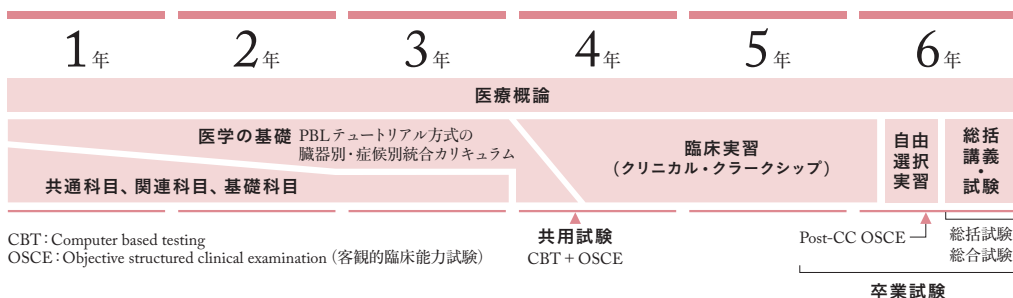 1年 2年 3年 4年 5年 6年
医療概論
医学の基礎 PBLテュートリアル方式の
臓器別・症候別統合カリキュラム
共通科目、関連科目、基礎科目
臨床実習
(クリニカル・クラークシップ)
自由
選択
実習
総括
講義
・
試験
CBT:Computer based testing
OSCE:Objective structured clinical examination(客観的臨床能力試験)
共用試験
CBT + OSCE
Post-CC OSCE
総括試験
総合試験
卒業試験